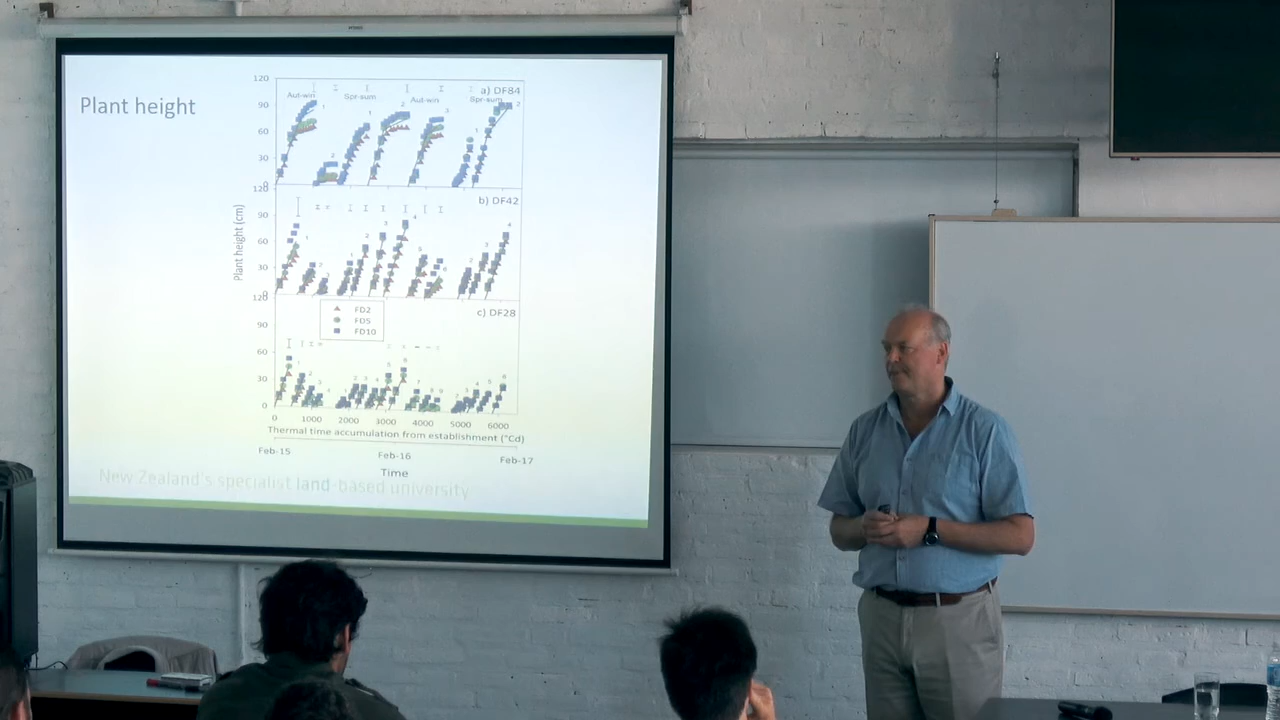 Plant height
120
90
60
30
a) DF84
Aut-win
Spr-sum
Aut-win
Spr-sum
120
90
60
30
b) DF42
Plant height (cm)
120
90
60
30
0
c) DF28
FD2
FD5
FD10
0 1000 2000 3000 4000 5000 6000
Thermal time accumulation from establishment (°Cd)
Feb-15 Feb-16 Feb-17
Time
New Zealand's specialist land-based university